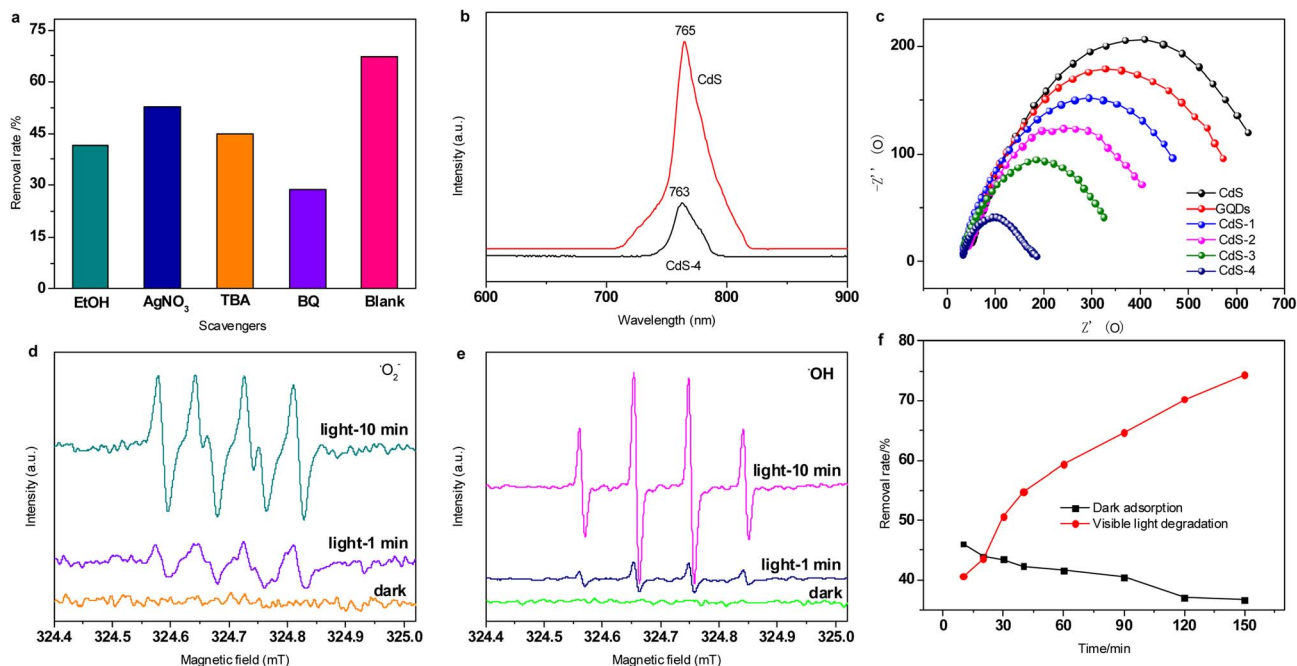 a
Removal rate /%
75
60
45
30
15
0
EtOH AgNO₃ TBA BQ Blank
Scavengers
b
Intensity (a.u.)
765
CdS
763
CdS-4
600 700 800 900
Wavelength (nm)
c
-Z'' (O)
200
100
0
CdS
GQDs
CdS-1
CdS-2
CdS-3
CdS-4
0 100 200 300 400 500 600 700
Z' (O)
d
·O₂⁻
Intensity (a.u.)
light-10 min
light-1 min
dark
324.4 324.5 324.6 324.7 324.8 324.9 325.0
Magnetic field (mT)
e
·OH
Intensity (a.u.)
light-10 min
light-1 min
dark
324.4 324.5 324.6 324.7 324.8 324.9 325.0
Magnetic field (mT)
f
Removal rate/%
80
70
60
50
40
Dark adsorption
Visible light degradation
0 30 60 90 120 150
Time/min